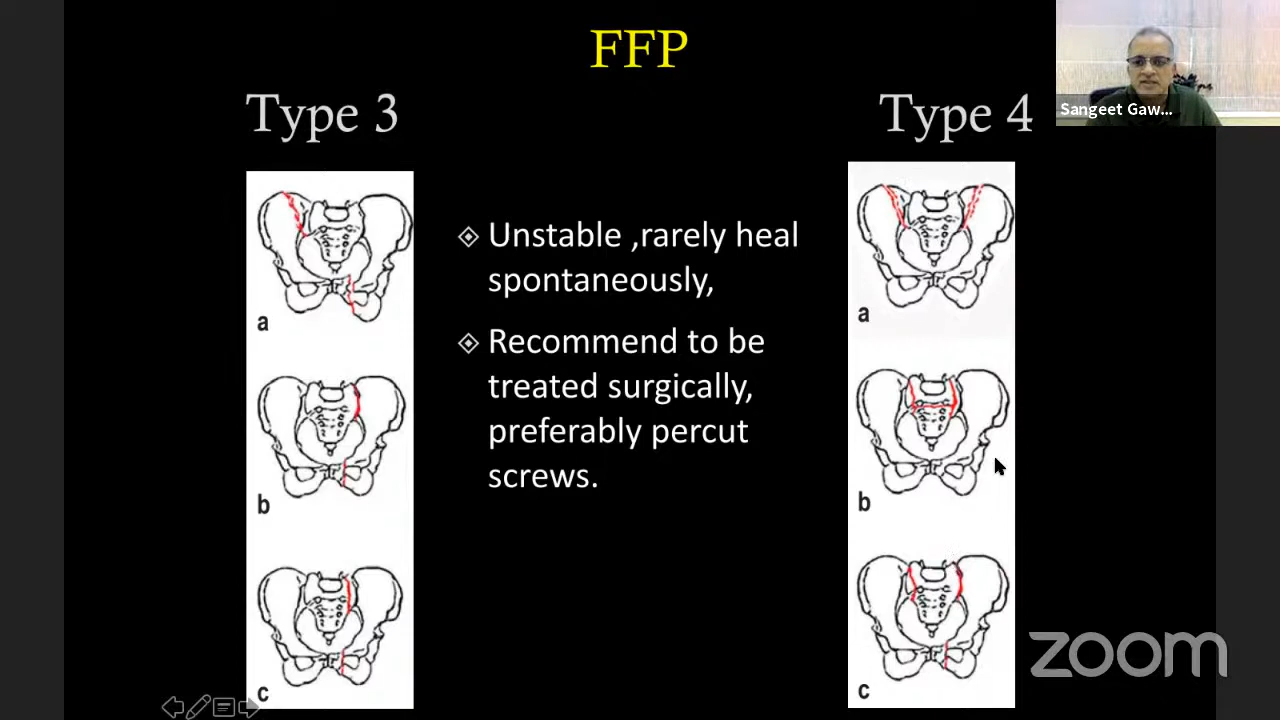 FFP
Type 3
Type 4
Sangeet Gaw...
Unstable ,rarely heal
spontaneously,
Recommend to be
treated surgically,
preferably percut
screws.
a
b
c
a
b
c
zoom